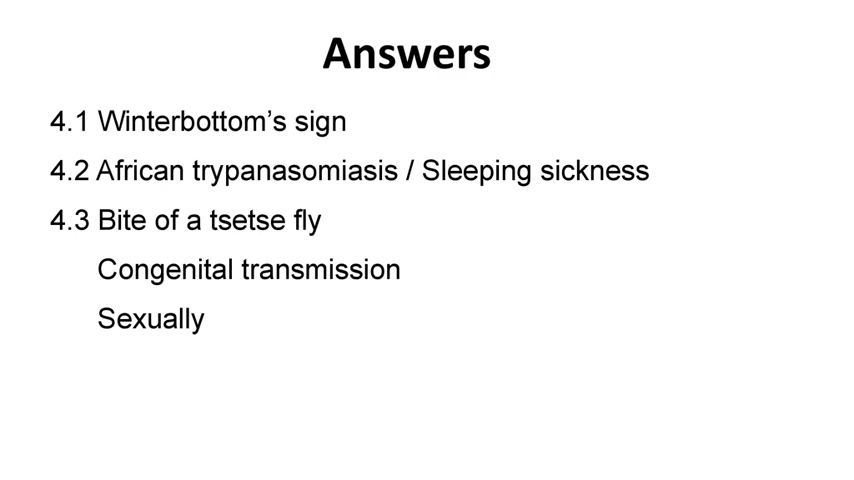 Answers
4.1 Winterbottom’s sign
4.2 African trypanasomiasis / Sleeping sickness
4.3 Bite of a tsetse fly
Congenital transmission
Sexually